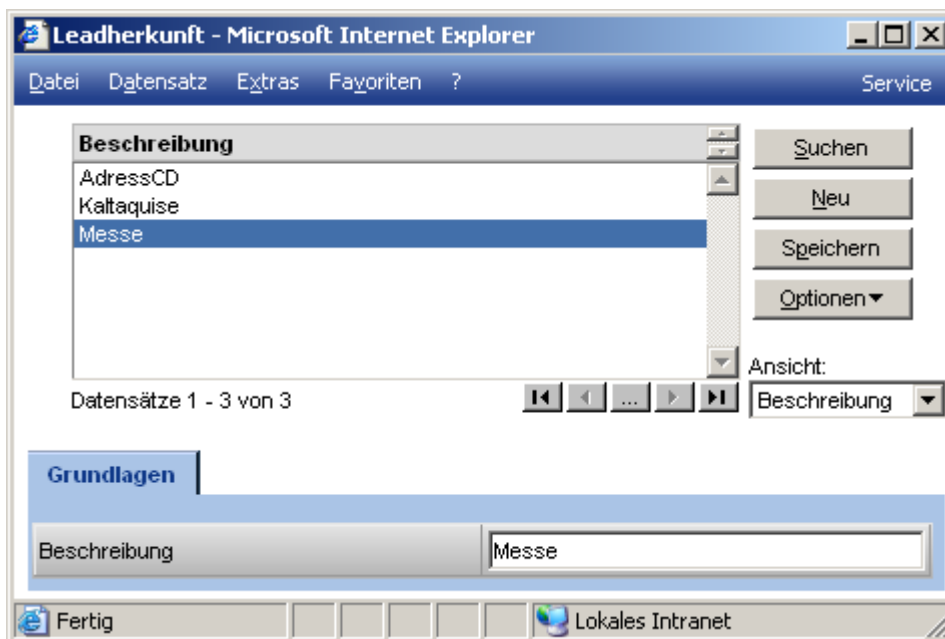 Leadherkunft - Microsoft Internet Explorer
Datei Datensatz Extras Favoriten ? Service
Beschreibung
AdressCD
Kaltaquise
Messe
Suchen
Neu
Speichern
Optionen
Ansicht:
Beschreibung
Datensätze 1 - 3 von 3
...
Grundlagen
Beschreibung Messe
Fertig Lokales Intranet